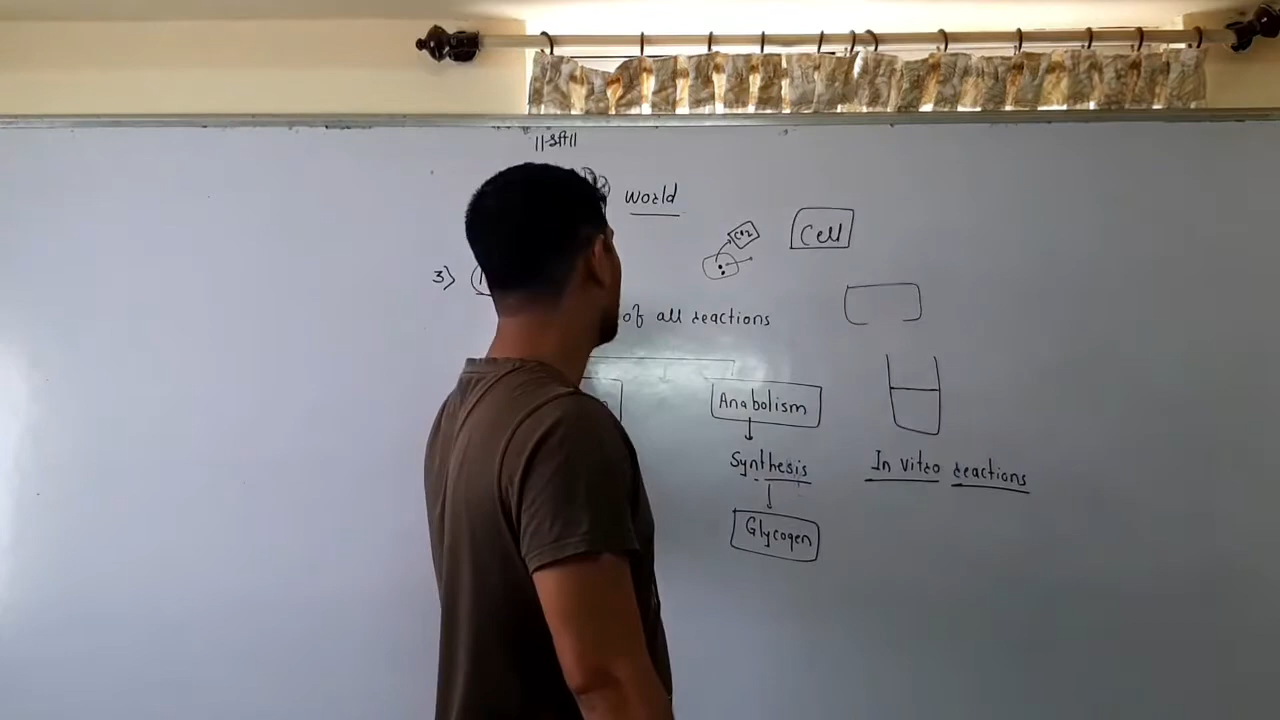 ||श्री||
world
CO2
Cell
3)
of all reactions
Anabolism
Synthesis
In vitro reactions
Glycogen